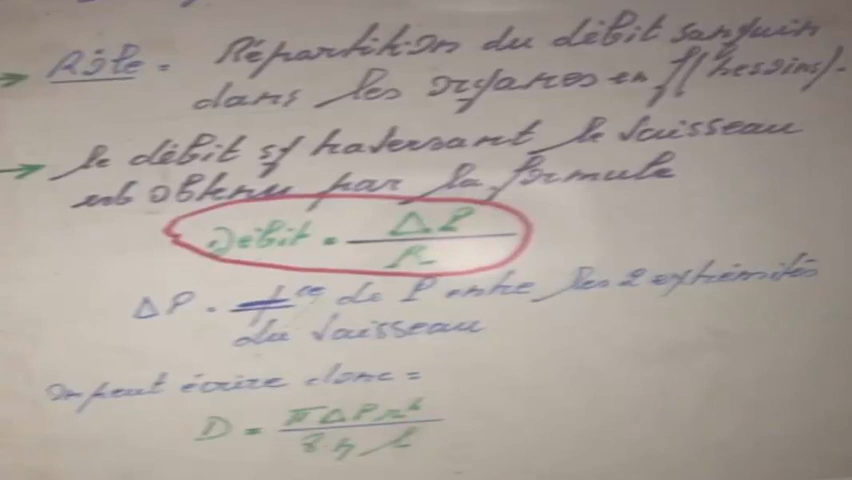 Rôle = Répartition du débit sanguin
dans les organes en f(besoins).
→ le débit sg traversant le vaisseau
est obtenu par la formule
Débit = ΔP / R
ΔP = ≠ce de P entre les 2 extrémités
du vaisseau
on peut écrire donc =
D = πΔPr⁴ / 8ηl